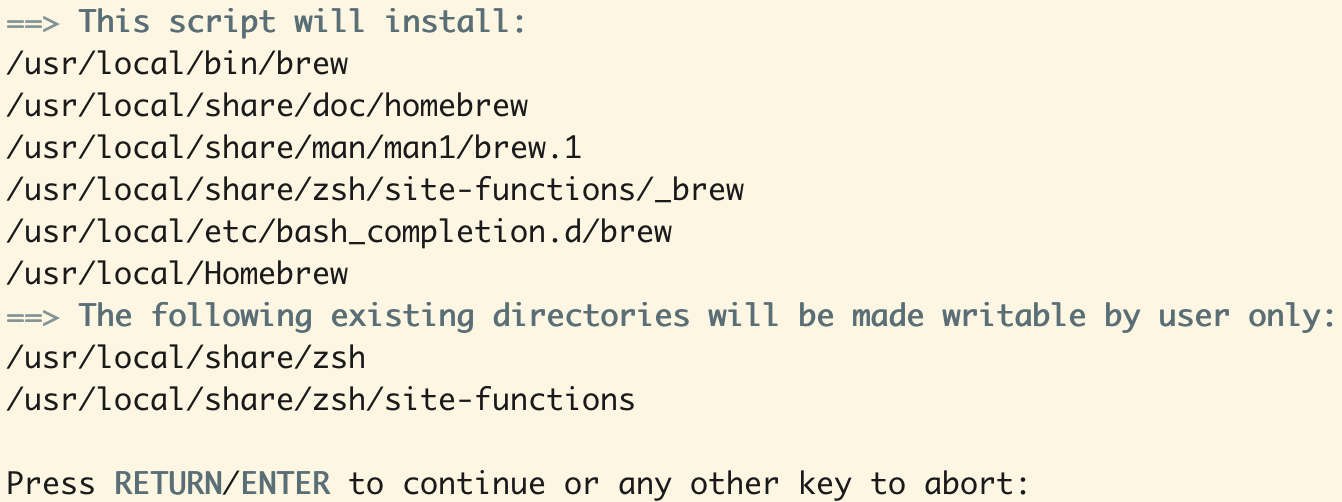 ==> This script will install:
/usr/local/bin/brew
/usr/local/share/doc/homebrew
/usr/local/share/man/man1/brew.1
/usr/local/share/zsh/site-functions/_brew
/usr/local/etc/bash_completion.d/brew
/usr/local/Homebrew
==> The following existing directories will be made writable by user only:
/usr/local/share/zsh
/usr/local/share/zsh/site-functions
Press RETURN/ENTER to continue or any other key to abort: